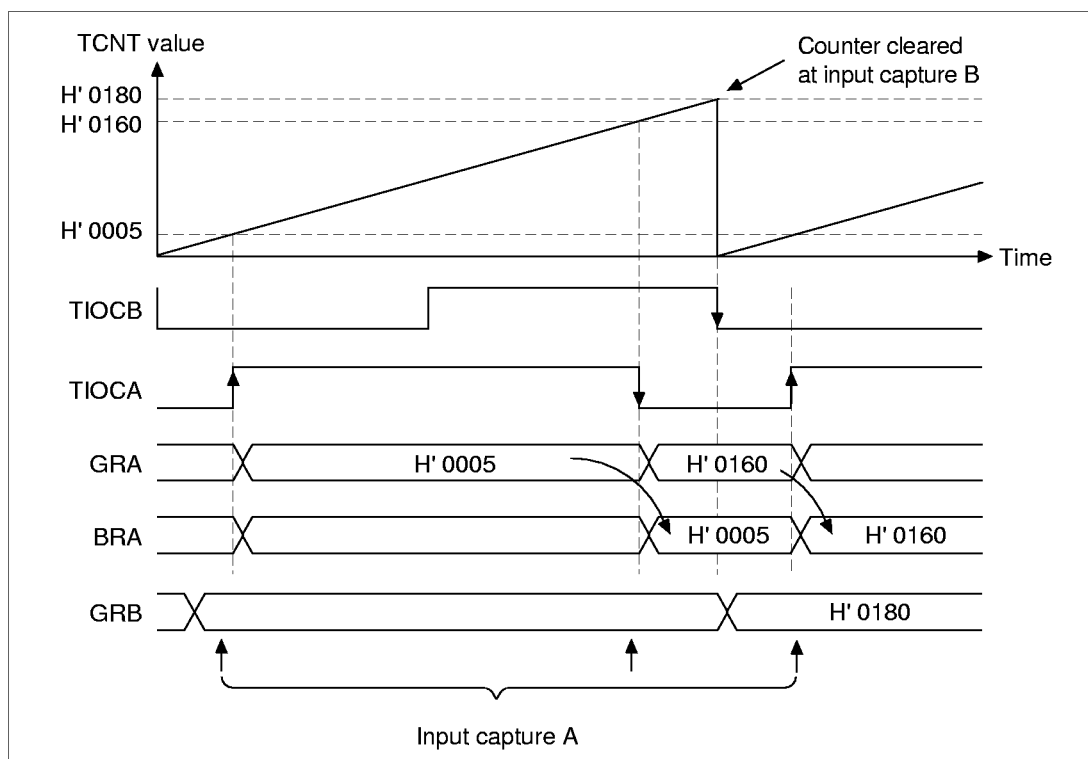 TCNT value
Counter cleared
at input capture B
H' 0180
H' 0160
H' 0005
Time
TIOCB
TIOCA
GRA
H' 0005
H' 0160
BRA
H' 0005
H' 0160
GRB
H' 0180
Input capture A